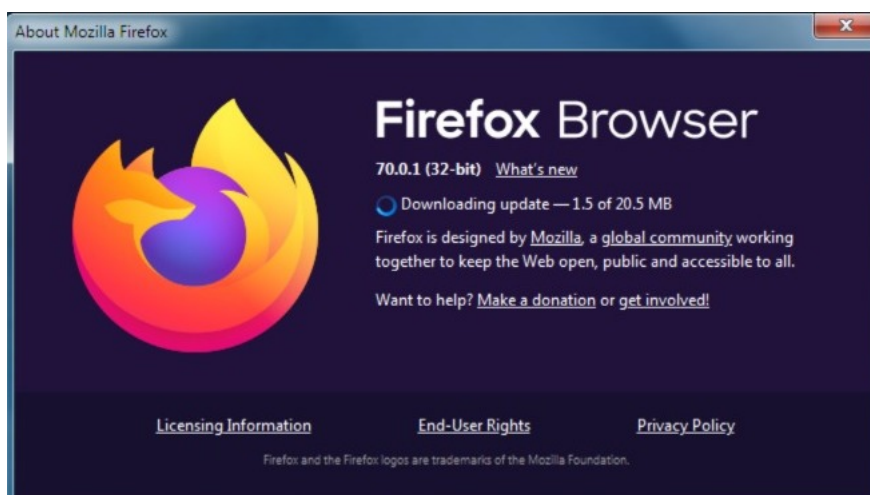 About Mozilla Firefox
Firefox Browser
70.0.1 (32-bit) What's new
Downloading update — 1.5 of 20.5 MB
Firefox is designed by Mozilla, a global community working
together to keep the Web open, public and accessible to all.
Want to help? Make a donation or get involved!
Licensing Information End-User Rights Privacy Policy
Firefox and the Firefox logos are trademarks of the Mozilla Foundation.